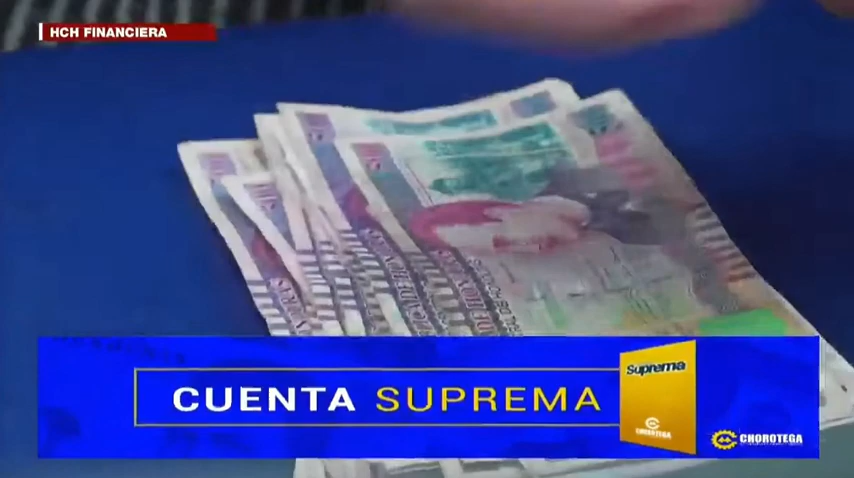 HCH FINANCIERA
CUENTA SUPREMA
Suprema
CHOROTEGA
CHOROTEGA